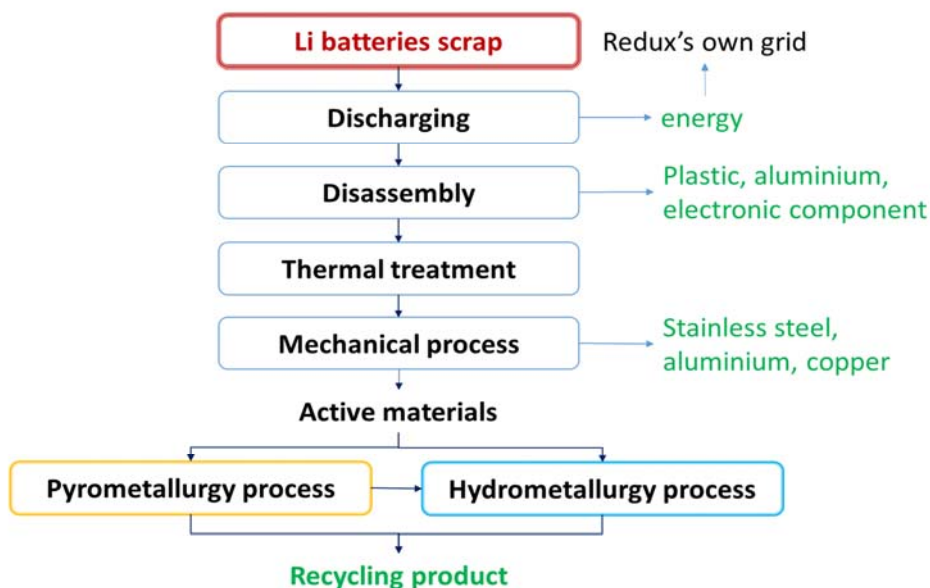 Li batteries scrap
Redux's own grid
Discharging
energy
Disassembly
Plastic, aluminium,
electronic component
Thermal treatment
Mechanical process
Stainless steel,
aluminium, copper
Active materials
Pyrometallurgy process
Hydrometallurgy process
Recycling product